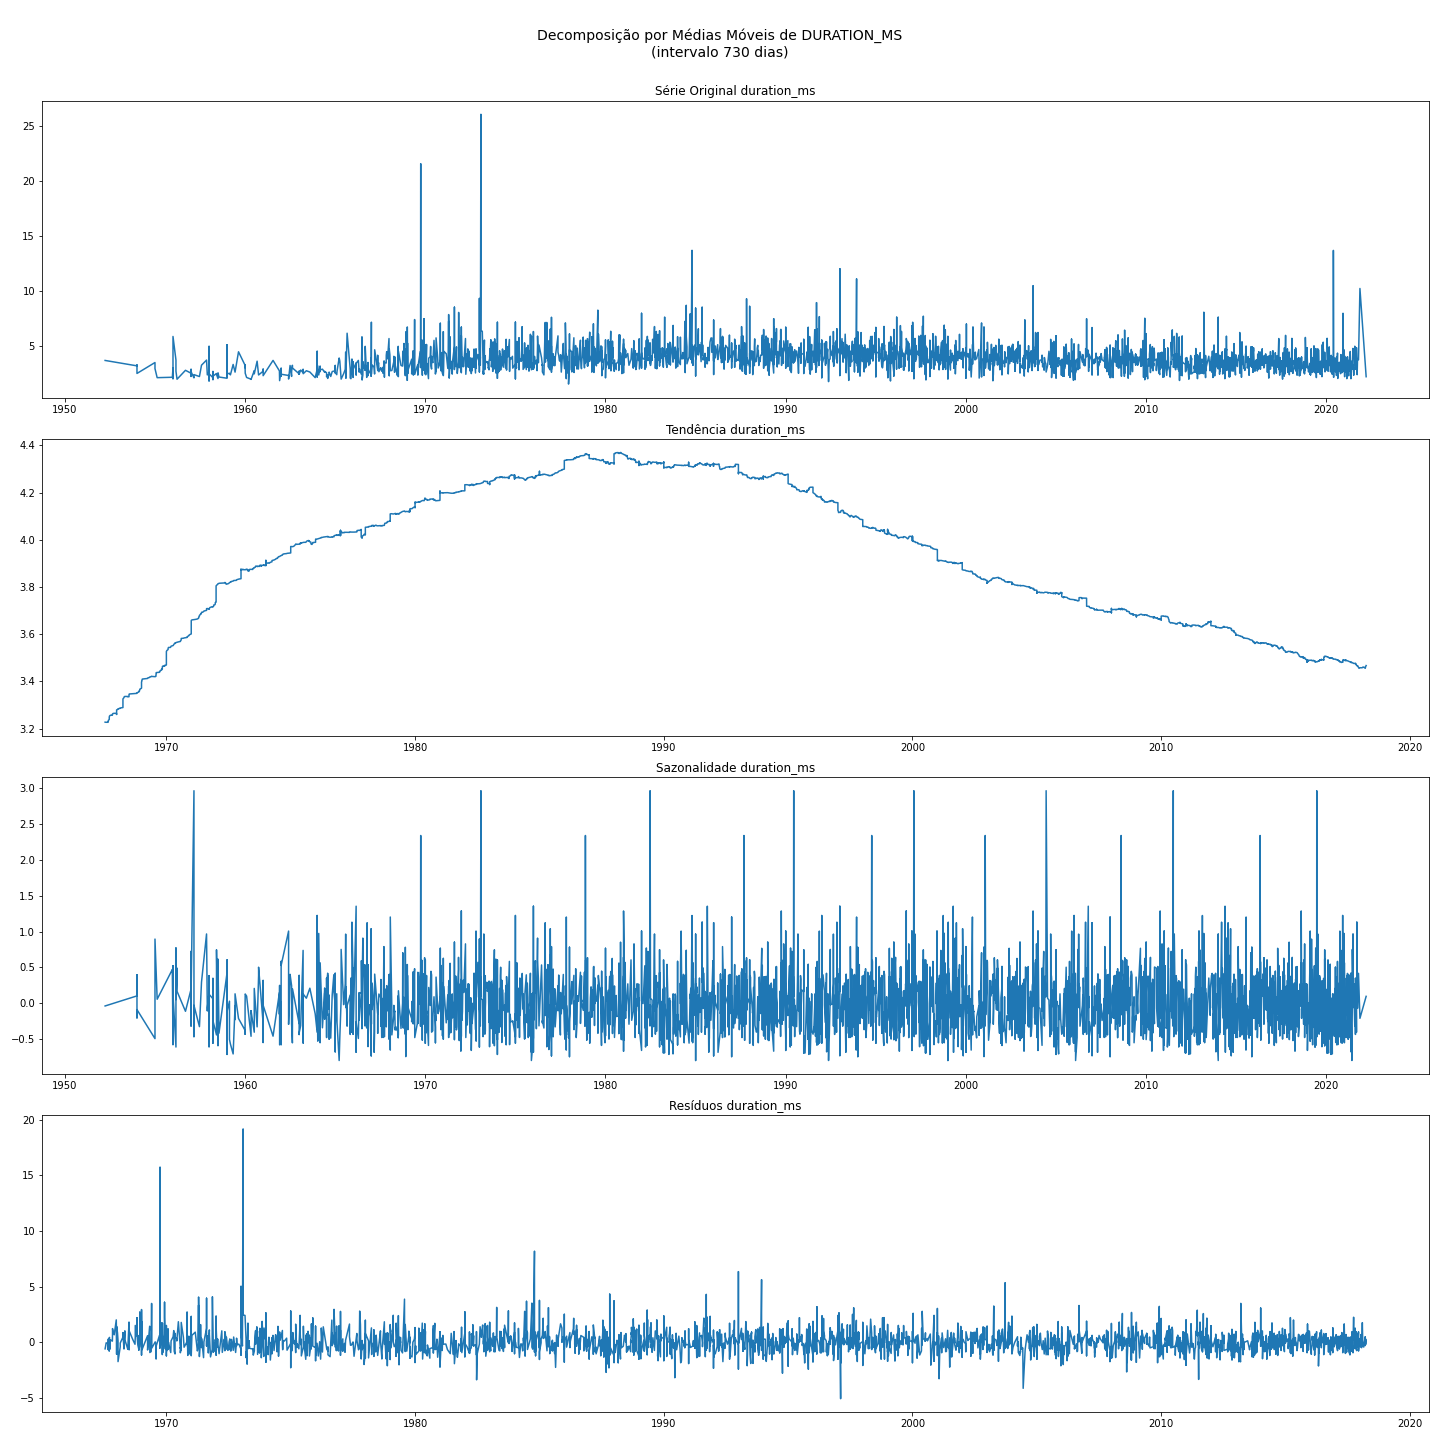 Decomposição por Médias Móveis de DURATION_MS
(intervalo 730 dias)
Série Original duration_ms
25
20
15
10
5
1950 1960 1970 1980 1990 2000 2010 2020
Tendência duration_ms
4.4
4.2
4.0
3.8
3.6
3.4
3.2
1970 1980 1990 2000 2010 2020
Sazonalidade duration_ms
3.0
2.5
2.0
1.5
1.0
0.5
0.0
−0.5
1950 1960 1970 1980 1990 2000 2010 2020
Resíduos duration_ms
20
15
10
5
0
−5
1970 1980 1990 2000 2010 2020